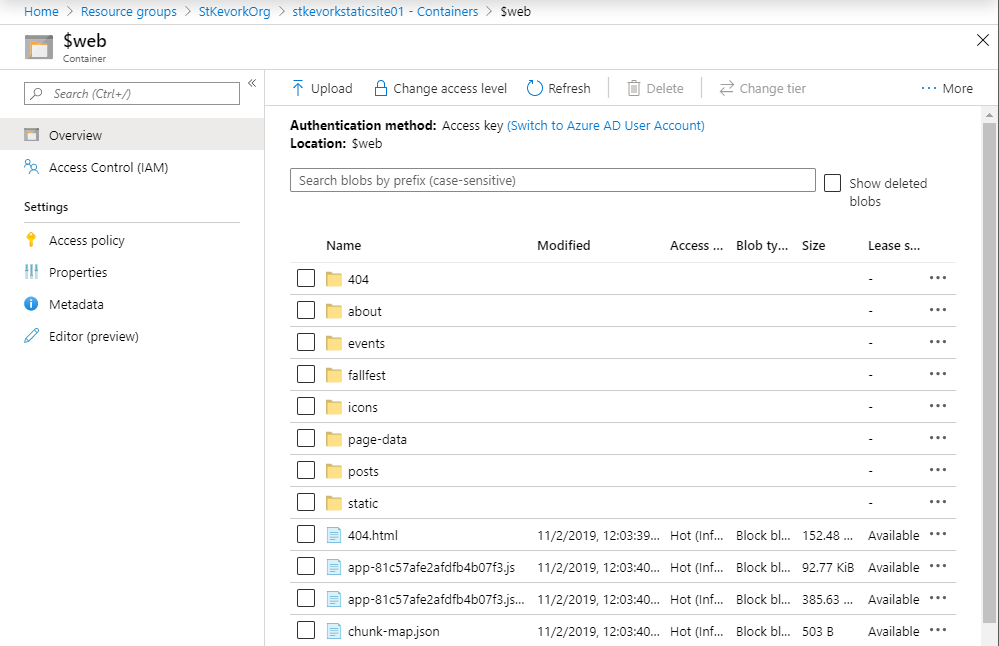 Home > Resource groups > StKevorkOrg > stkevorkstaticsite01 - Containers > $web
$web
Container
Search (Ctrl+/)
«
Overview
Access Control (IAM)
Settings
Access policy
Properties
Metadata
Editor (preview)
Upload Change access level Refresh Delete Change tier ··· More
Authentication method: Access key (Switch to Azure AD User Account)
Location: $web
Search blobs by prefix (case-sensitive)
Show deleted
blobs
Name Modified Access ... Blob ty... Size Lease s...
404 - ···
about - ···
events - ···
fallfest - ···
icons - ···
page-data - ···
posts - ···
static - ···
404.html 11/2/2019, 12:03:39... Hot (Inf... Block bl... 152.48 ... Available ···
app-81c57afe2afdfb4b07f3.js 11/2/2019, 12:03:40... Hot (Inf... Block bl... 92.77 KiB Available ···
app-81c57afe2afdfb4b07f3.js... 11/2/2019, 12:03:40... Hot (Inf... Block bl... 385.63 ... Available ···
chunk-map.json 11/2/2019, 12:03:40... Hot (Inf... Block bl... 503 B Available ···